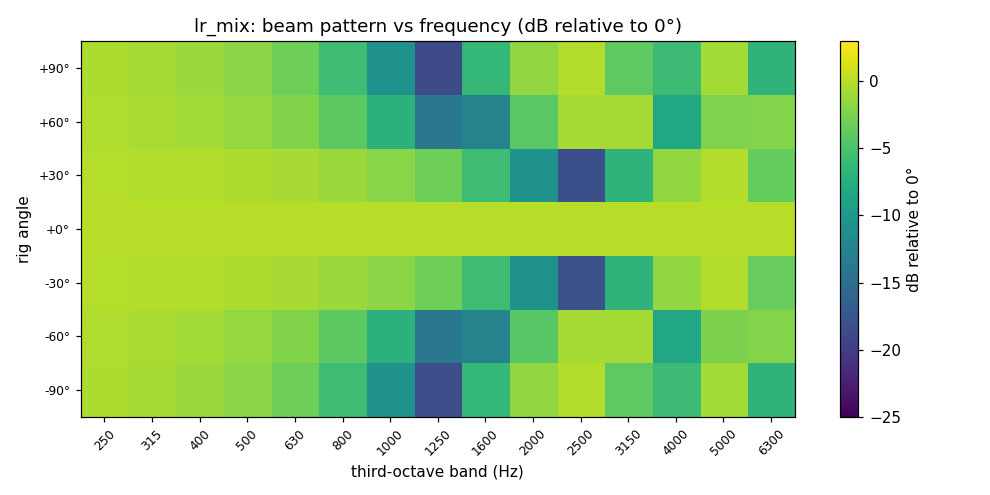 lr_mix: beam pattern vs frequency (dB relative to 0°)
rig angle
+90°
+60°
+30°
+0°
-30°
-60°
-90°
250 315 400 500 630 800 1000 1250 1600 2000 2500 3150 4000 5000 6300
third-octave band (Hz)
0
−5
−10
−15
−20
−25
dB relative to 0°